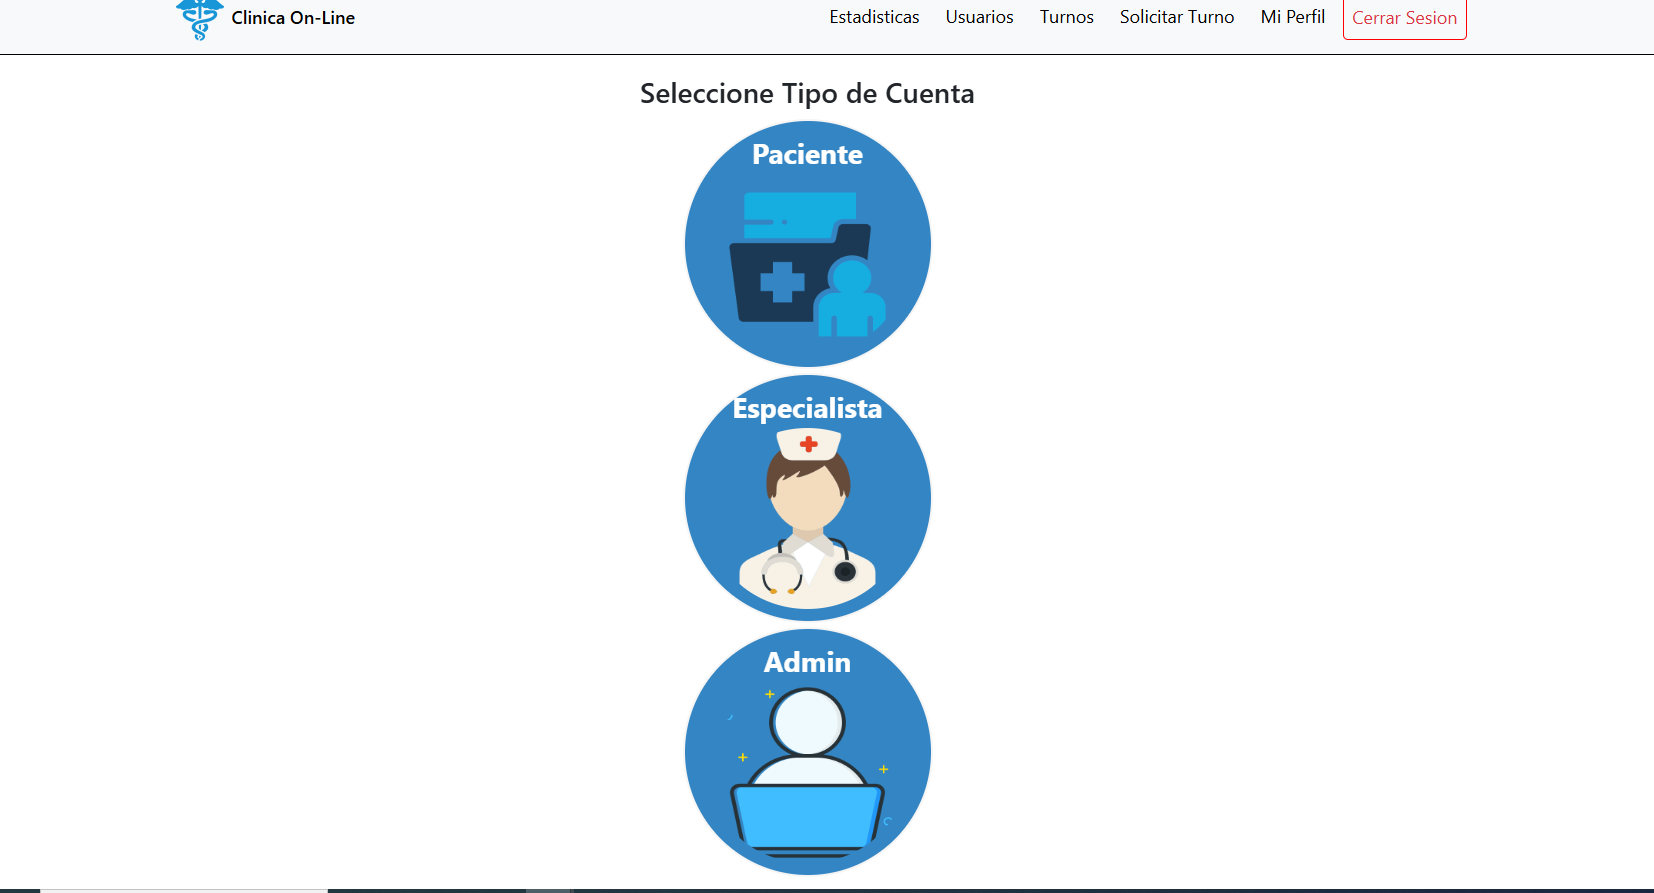 Clinica On-Line
Estadisticas
Usuarios
Turnos
Solicitar Turno
Mi Perfil
Cerrar Sesion
Seleccione Tipo de Cuenta
Paciente
Especialista
Admin